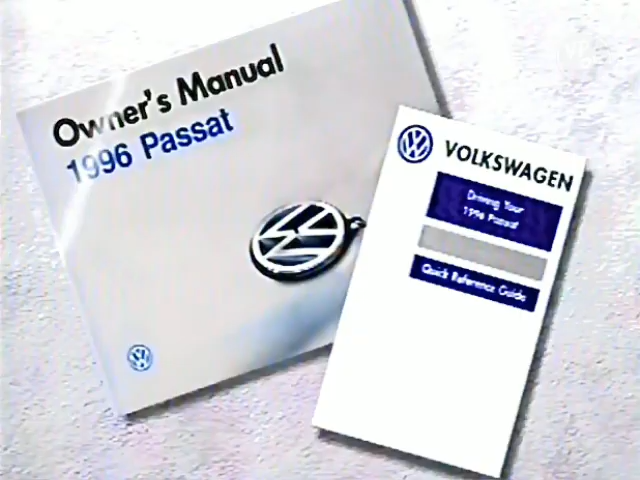 Owner's Manual
1996 Passat
VOLKSWAGEN
Driving Your
1996 Passat
Quick Reference Guide